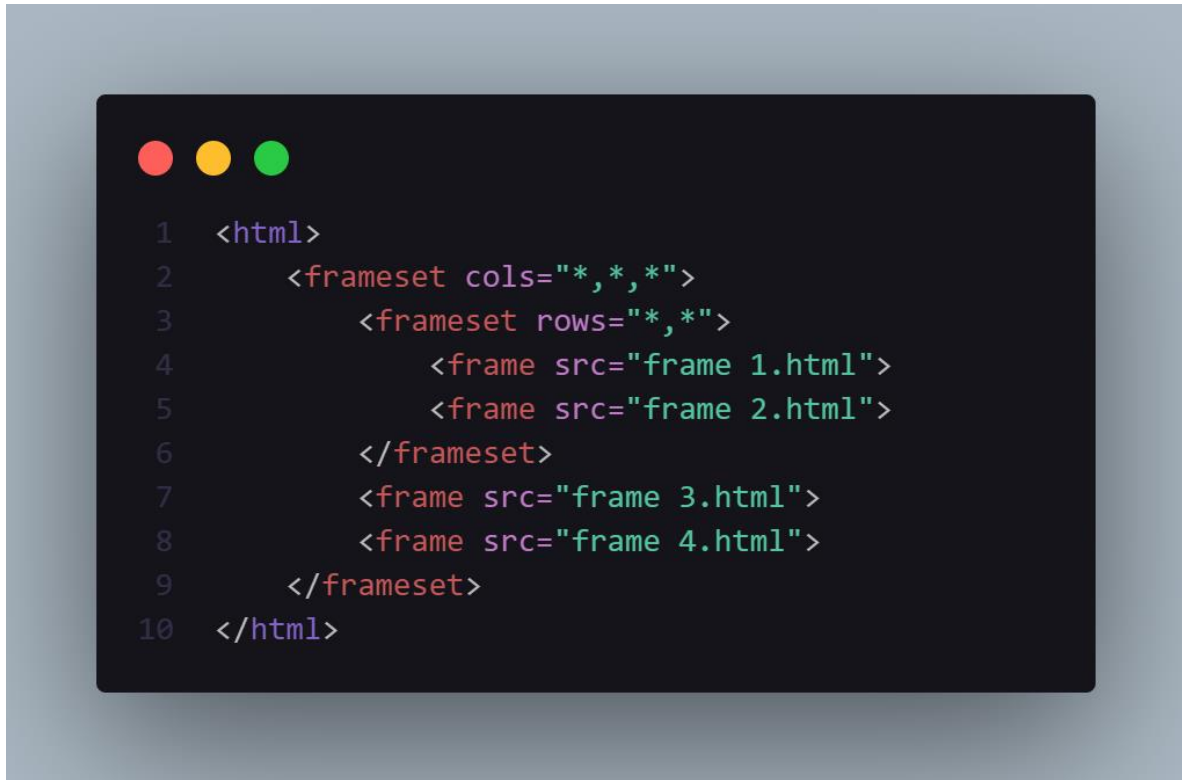 1 <html>
2     <frameset cols="*,*,*">
3         <frameset rows="*,*">
4             <frame src="frame 1.html">
5             <frame src="frame 2.html">
6         </frameset>
7         <frame src="frame 3.html">
8         <frame src="frame 4.html">
9     </frameset>
10 </html>